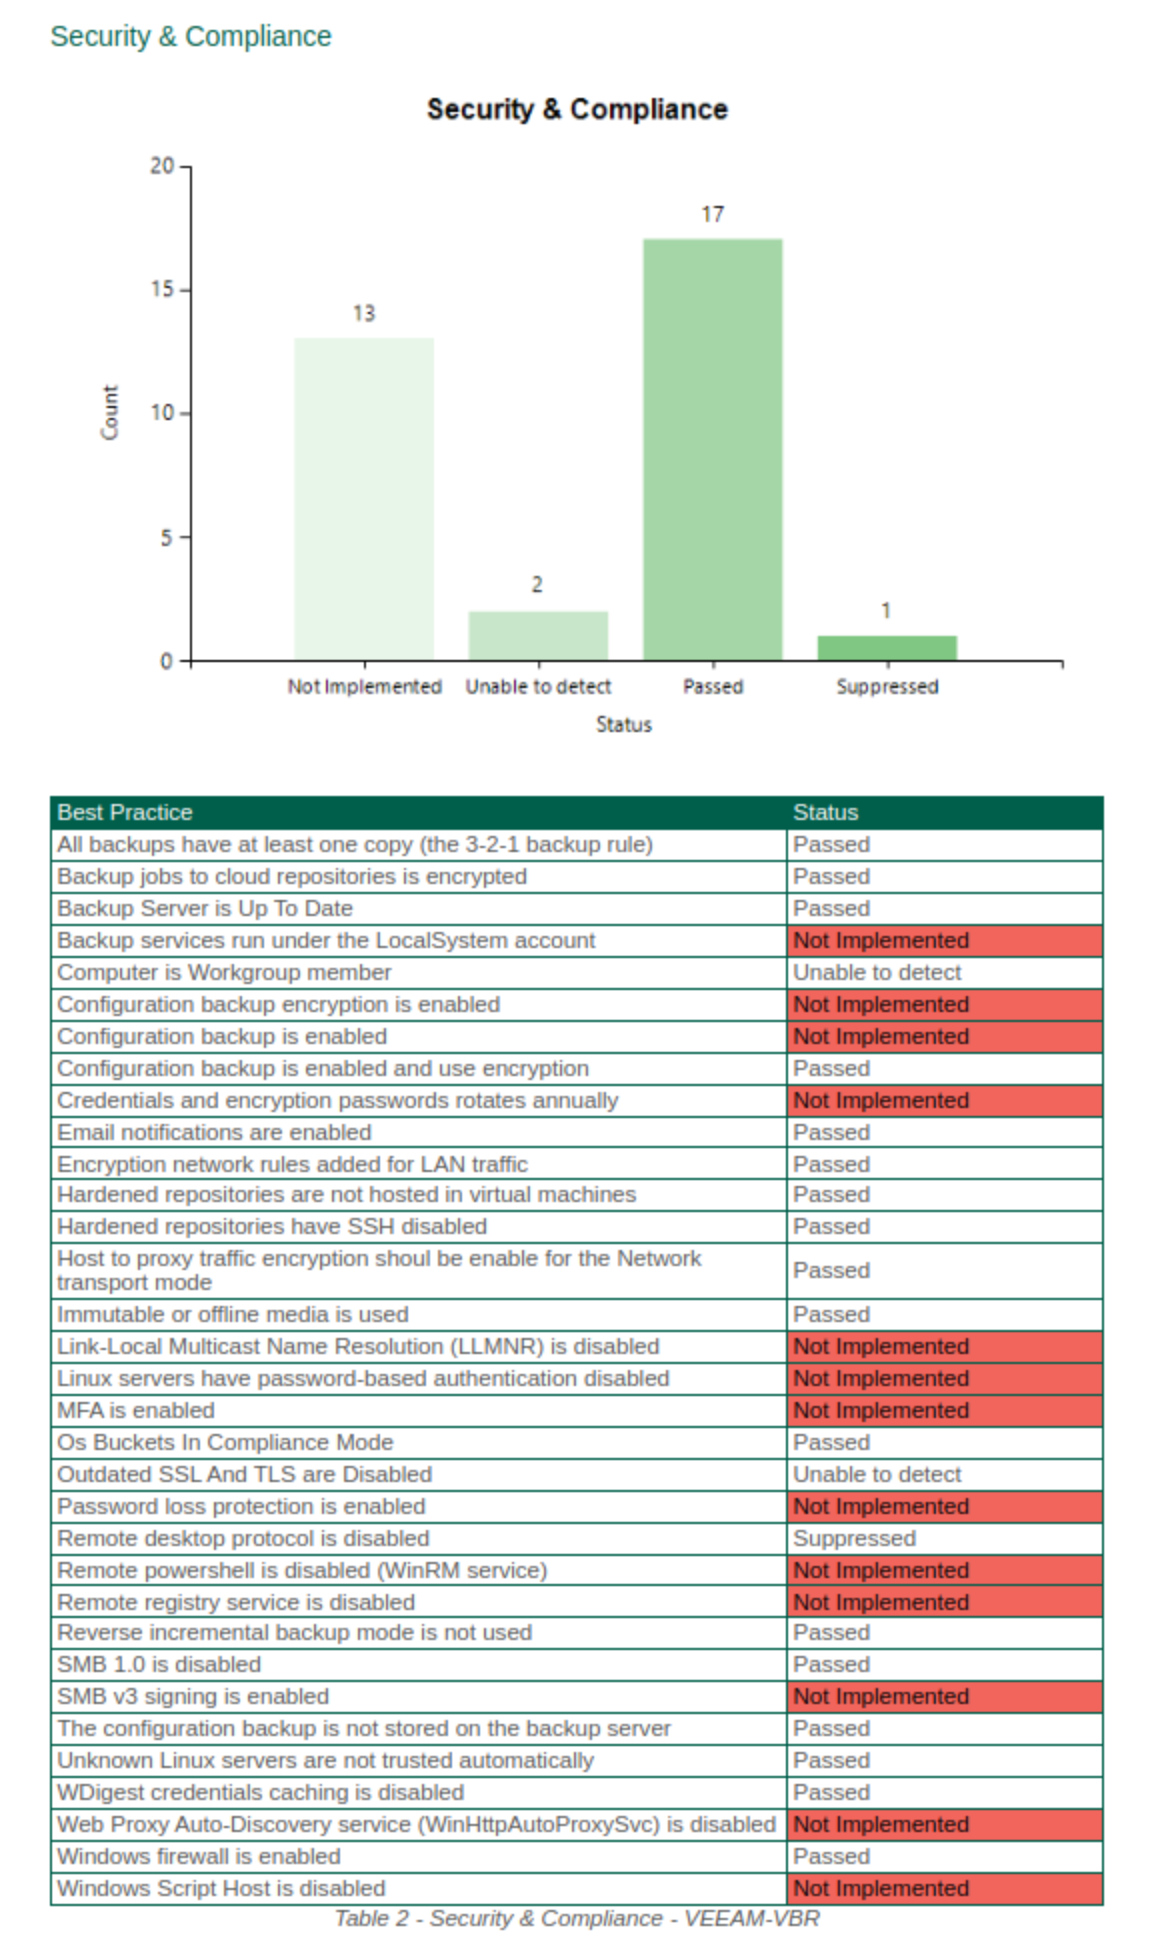 Security & Compliance
Security & Compliance
20
17
15
13
10
Count
5
2
1
0
Not Implemented Unable to detect Passed Suppressed
Status
Best Practice Status
All backups have at least one copy (the 3-2-1 backup rule) Passed
Backup jobs to cloud repositories is encrypted Passed
Backup Server is Up To Date Passed
Backup services run under the LocalSystem account Not Implemented
Computer is Workgroup member Unable to detect
Configuration backup encryption is enabled Not Implemented
Configuration backup is enabled Not Implemented
Configuration backup is enabled and use encryption Passed
Credentials and encryption passwords rotates annually Not Implemented
Email notifications are enabled Passed
Encryption network rules added for LAN traffic Passed
Hardened repositories are not hosted in virtual machines Passed
Hardened repositories have SSH disabled Passed
Host to proxy traffic encryption shoul be enable for the Network
transport mode Passed
Immutable or offline media is used Passed
Link-Local Multicast Name Resolution (LLMNR) is disabled Not Implemented
Linux servers have password-based authentication disabled Not Implemented
MFA is enabled Not Implemented
Os Buckets In Compliance Mode Passed
Outdated SSL And TLS are Disabled Unable to detect
Password loss protection is enabled Not Implemented
Remote desktop protocol is disabled Suppressed
Remote powershell is disabled (WinRM service) Not Implemented
Remote registry service is disabled Not Implemented
Reverse incremental backup mode is not used Passed
SMB 1.0 is disabled Passed
SMB v3 signing is enabled Not Implemented
The configuration backup is not stored on the backup server Passed
Unknown Linux servers are not trusted automatically Passed
WDigest credentials caching is disabled Passed
Web Proxy Auto-Discovery service (WinHttpAutoProxySvc) is disabled Not Implemented
Windows firewall is enabled Passed
Windows Script Host is disabled Not Implemented
Table 2 - Security & Compliance - VEEAM-VBR